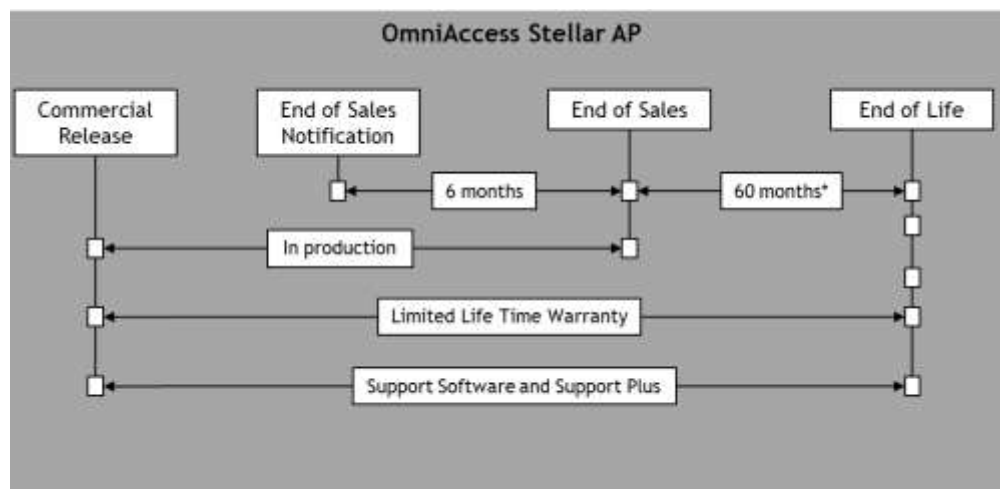 OmniAccess Stellar AP
Commercial
Release
End of Sales
Notification
End of Sales
End of Life
6 months
60 months*
In production
Limited Life Time Warranty
Support Software and Support Plus